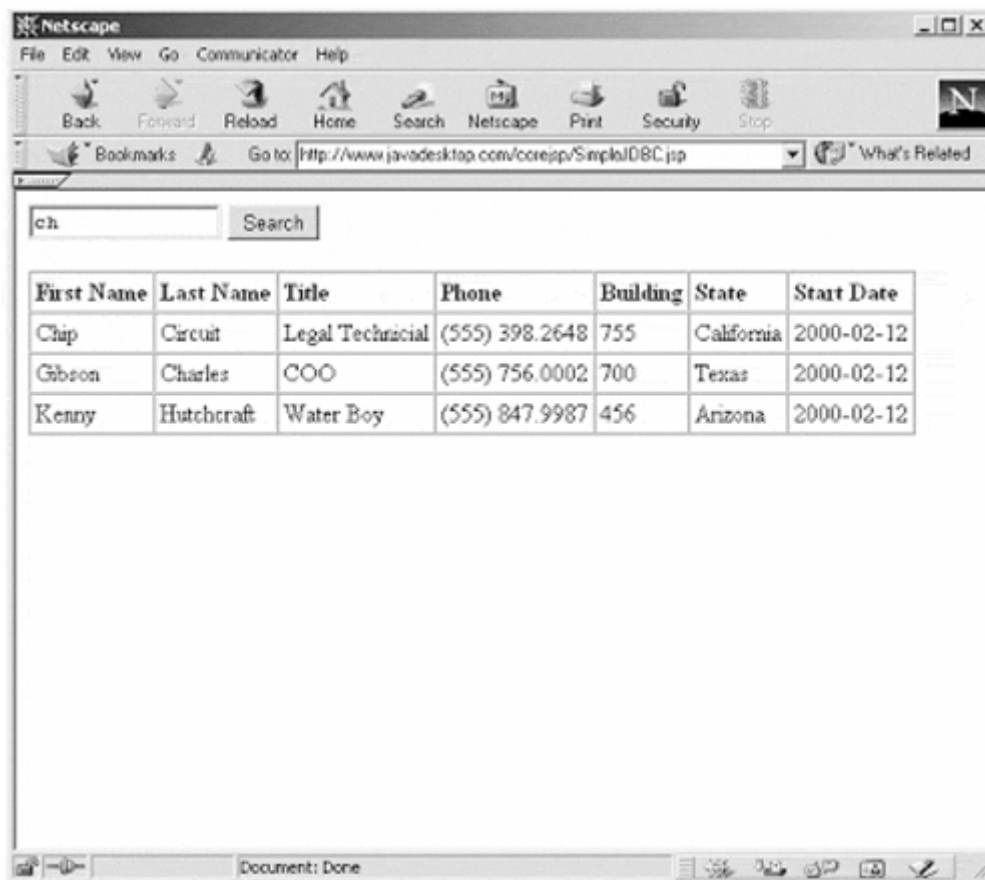 Netscape
File Edit View Go Communicator Help
Back Forward Reload Home Search Netscape Print Security Stop
N
Bookmarks Go to: http://www.javadesktop.com/corejsp/SimpleJDBC.jsp What's Related
ch Search
First Name Last Name Title Phone Building State Start Date
Chip Circuit Legal Technicial (555) 398.2648 755 California 2000-02-12
Gibson Charles COO (555) 756.0002 700 Texas 2000-02-12
Kenny Hutchcraft Water Boy (555) 847.9987 456 Arizona 2000-02-12
Document: Done